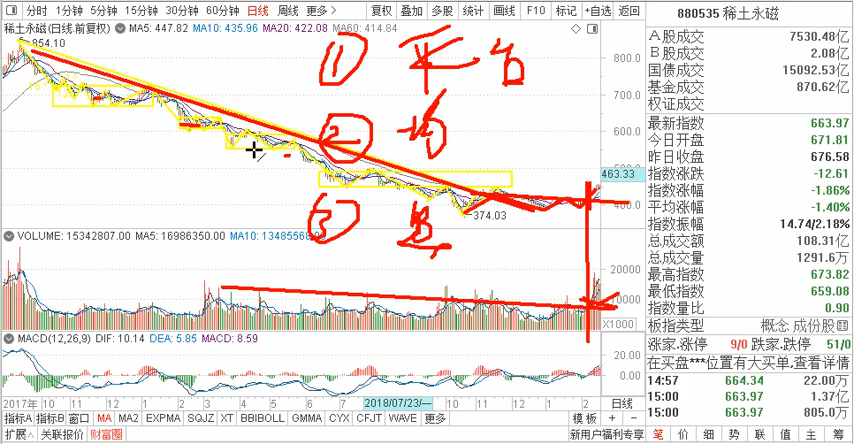 分时 1分钟 5分钟 15分钟 30分钟 60分钟 日线 周线 更多 复权 叠加 多股 统计 画线 F10 标记 +自选 返回
880535 稀土永磁
稀土永磁(日线.前复权) MA5: 447.82 MA10: 435.96 MA20: 422.08 MA60: 414.84
854.10
① 平台
② 均
③
800.0
700.0
600.0
500.0
463.33
400.0
374.03
VOLUME: 15342807.00 MA5: 16986350.00 MA10: 13485568
20000
10000
X1000
MACD(12,26,9) DIF: 10.14 DEA: 5.85 MACD: 8.59
20.00
0.00
2017年 10 11 12 2 3 4 5 6 2018/07/23/一 10 11 12 2 日线
指标A 指标B 窗口 MA MA2 EXPMA SQJZ XT BBIBOLL GMMA CYX CFJT WAVE 更多 模板 + −
扩展∧ 关联报价 财富圈 新用户福利专享
A股成交 7530.48亿
B股成交 2.08亿
国债成交 15092.53亿
基金成交 870.62亿
权证成交
最新指数 663.97
今日开盘 671.81
昨日收盘 676.58
指数涨跌 -12.61
指数涨幅 -1.86%
平均涨幅 -1.40%
指数振幅 14.74/2.18%
总成交额 108.31亿
总成交量 1291.6万
最高指数 673.82
最低指数 659.08
指数量比 0.90
板指类型 概念 成份股
涨家.涨停 9/0 跌家.跌停 51/0
在买盘***位置有大买单,查看详情
14:57 664.34 22.00万
15:00 663.97 1.37亿
15:00 663.97 805.0万
笔 价 细 势 联 值 主 筹